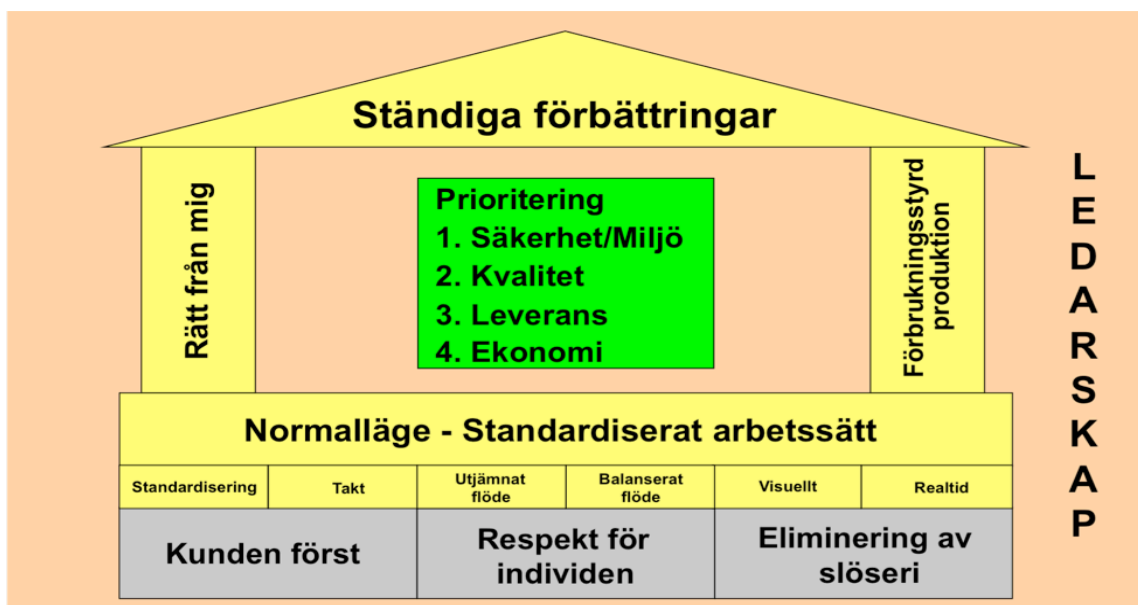 Ständiga förbättringar
Rätt från mig
Prioritering
1. Säkerhet/Miljö
2. Kvalitet
3. Leverans
4. Ekonomi
Förbrukningsstyrd
produktion
LEDARSKAP
Normalläge - Standardiserat arbetssätt
Standardisering
Takt
Utjämnat
flöde
Balanserat
flöde
Visuellt
Realtid
Kunden först
Respekt för
individen
Eliminering av
slöseri